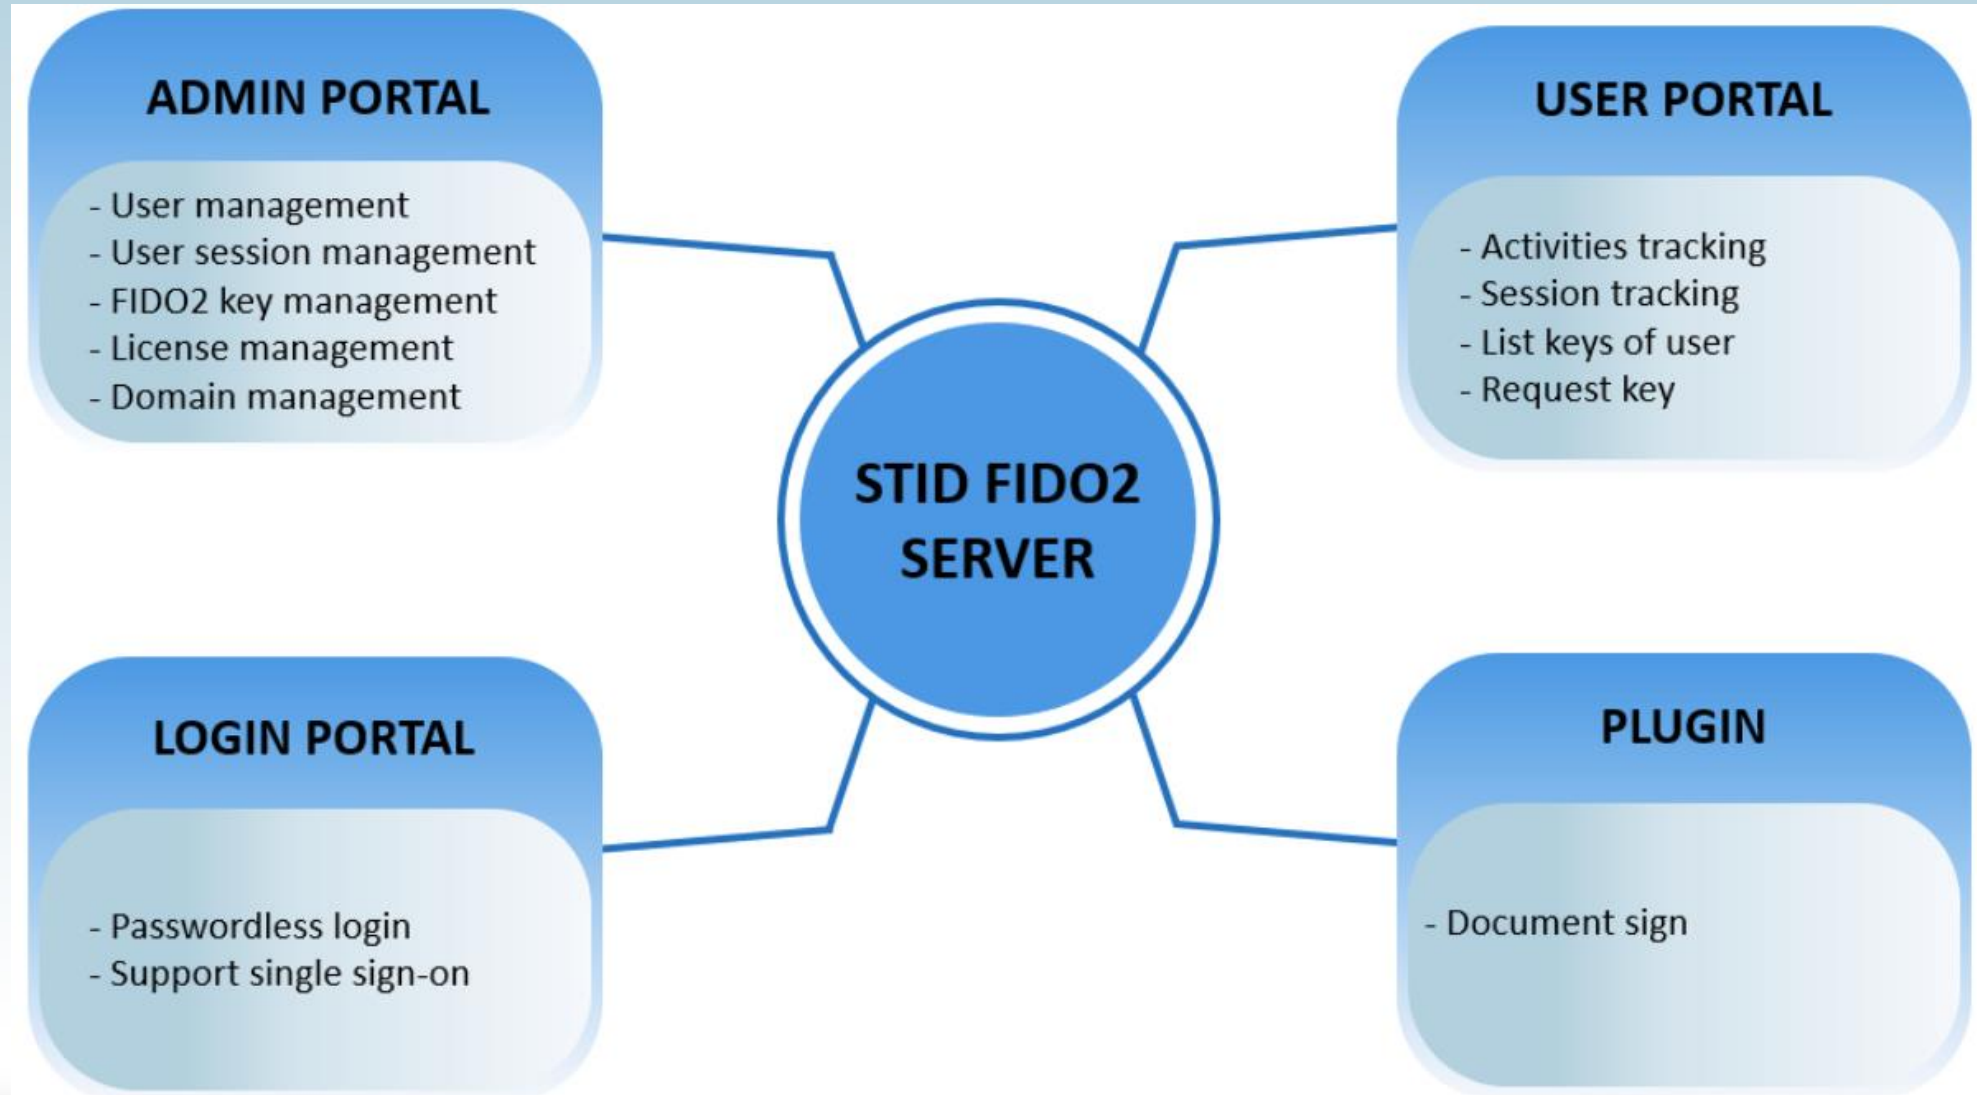 ADMIN PORTAL
- User management
- User session management
- FIDO2 key management
- License management
- Domain management
USER PORTAL
- Activities tracking
- Session tracking
- List keys of user
- Request key
STID FIDO2
SERVER
LOGIN PORTAL
- Passwordless login
- Support single sign-on
PLUGIN
- Document sign